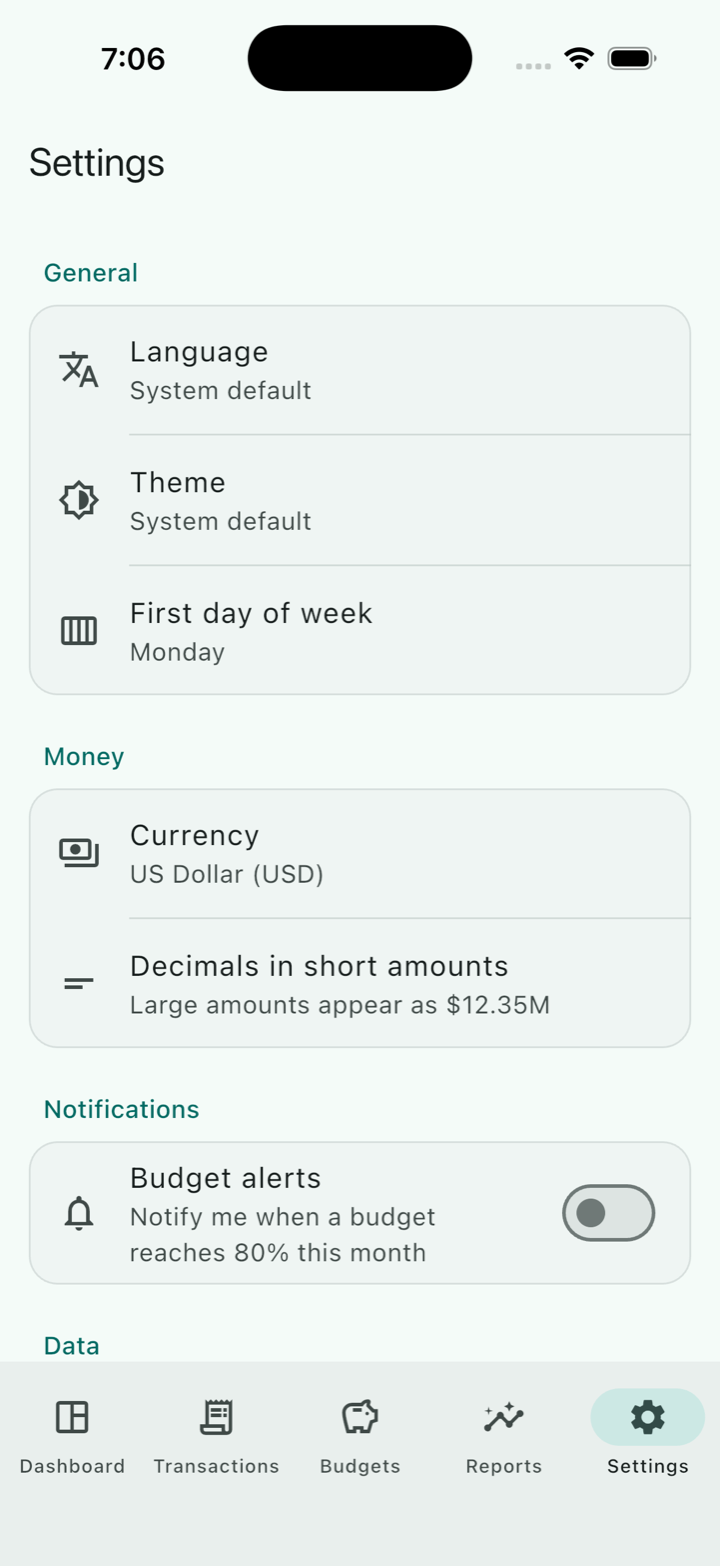 7:06
Settings
General
Language
System default
Theme
System default
First day of week
Monday
Money
Currency
US Dollar (USD)
Decimals in short amounts
Large amounts appear as $12.35M
Notifications
Budget alerts
Notify me when a budget
reaches 80% this month
Data
Dashboard
Transactions
Budgets
Reports
Settings